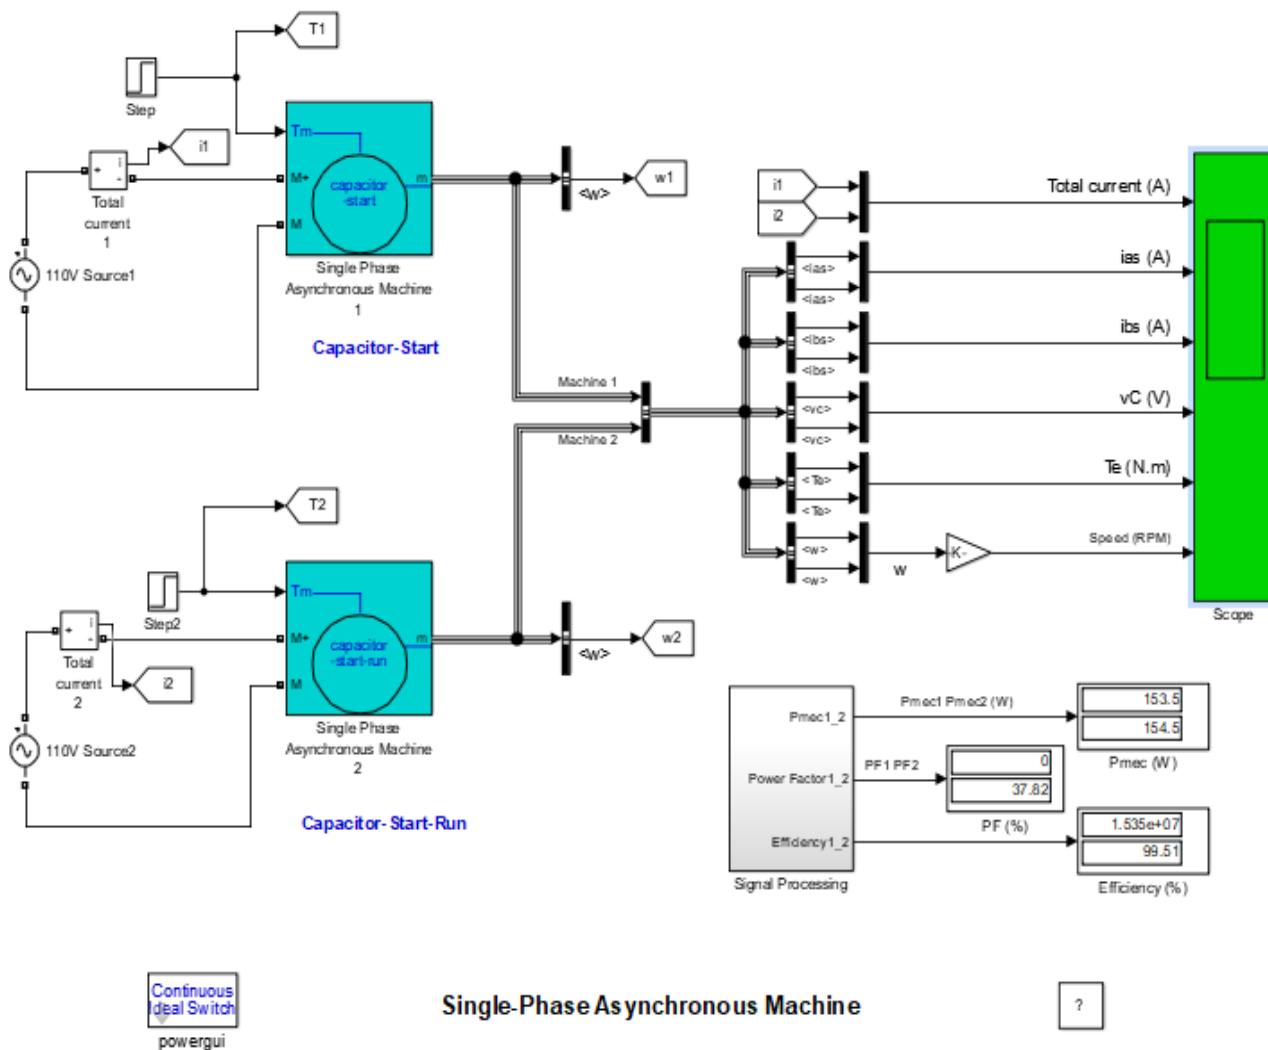 T1
Step
Tm
i1
capacitor
-start
m
M+
M
Total
current
1
110V Source1
Single Phase
Asynchronous Machine
1
Capacitor-Start
<w>
w1
i1
i2
Total current (A)
<ias>
<ias>
ias (A)
<ibs>
<ibs>
ibs (A)
Machine 1
Machine 2
<vc>
<vc>
vC (V)
<Te>
<Te>
Te (N.m)
<w>
<w>
w
-K-
Speed (RPM)
Scope
T2
Step2
Tm
capacitor
-start-run
m
M+
M
Total
current
2
i2
110V Source2
Single Phase
Asynchronous Machine
2
Capacitor-Start-Run
<w>
w2
Pmec1_2
Power Factor1_2
Efficiency1_2
Signal Processing
Pmec1 Pmec2 (W)
153.5
154.5
Pmec (W)
PF1 PF2
0
37.82
PF (%)
1.535e+07
99.51
Efficiency (%)
Continuous
Ideal Switch
powergui
Single-Phase Asynchronous Machine
?